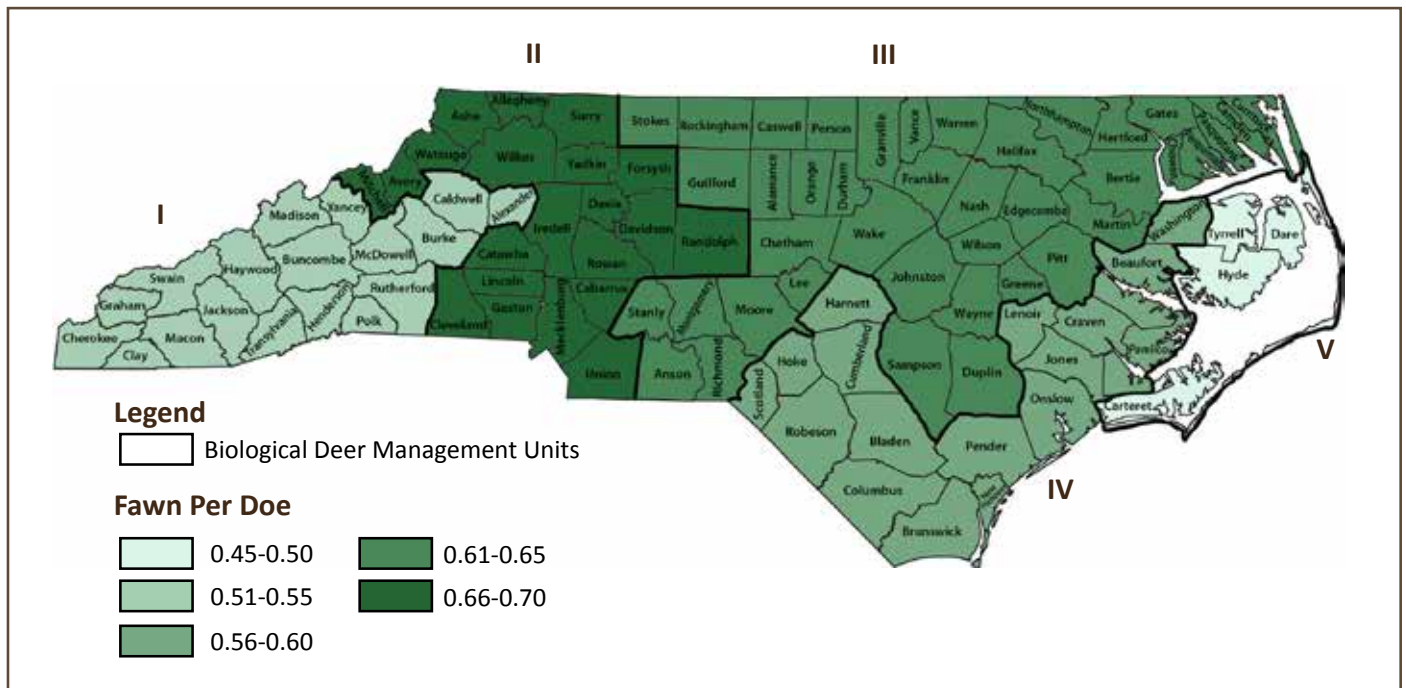 II
III
I
V
IV
Ashe
Alleghany
Surry
Stokes
Rockingham
Caswell
Person
Granville
Vance
Warren
Northampton
Gates
Hertford
Halifax
Camden
Watauga
Wilkes
Yadkin
Forsyth
Guilford
Alamance
Orange
Durham
Franklin
Bertie
Avery
Madison
Yancey
Caldwell
Alexander
Iredell
Davie
Davidson
Randolph
Chatham
Wake
Nash
Edgecombe
Martin
Washington
Tyrrell
Dare
Burke
McDowell
Buncombe
Haywood
Swain
Catawba
Rowan
Wilson
Pitt
Beaufort
Hyde
Graham
Jackson
Henderson
Rutherford
Lincoln
Cabarrus
Johnston
Greene
Lee
Harnett
Cherokee
Macon
Clay
Transylvania
Polk
Cleveland
Gaston
Mecklenburg
Stanly
Montgomery
Moore
Wayne
Lenoir
Craven
Pamlico
Union
Anson
Richmond
Hoke
Cumberland
Scotland
Sampson
Duplin
Jones
Onslow
Carteret
Robeson
Bladen
Pender
Columbus
Brunswick
Legend
Biological Deer Management Units
Fawn Per Doe
0.45-0.50
0.61-0.65
0.51-0.55
0.66-0.70
0.56-0.60